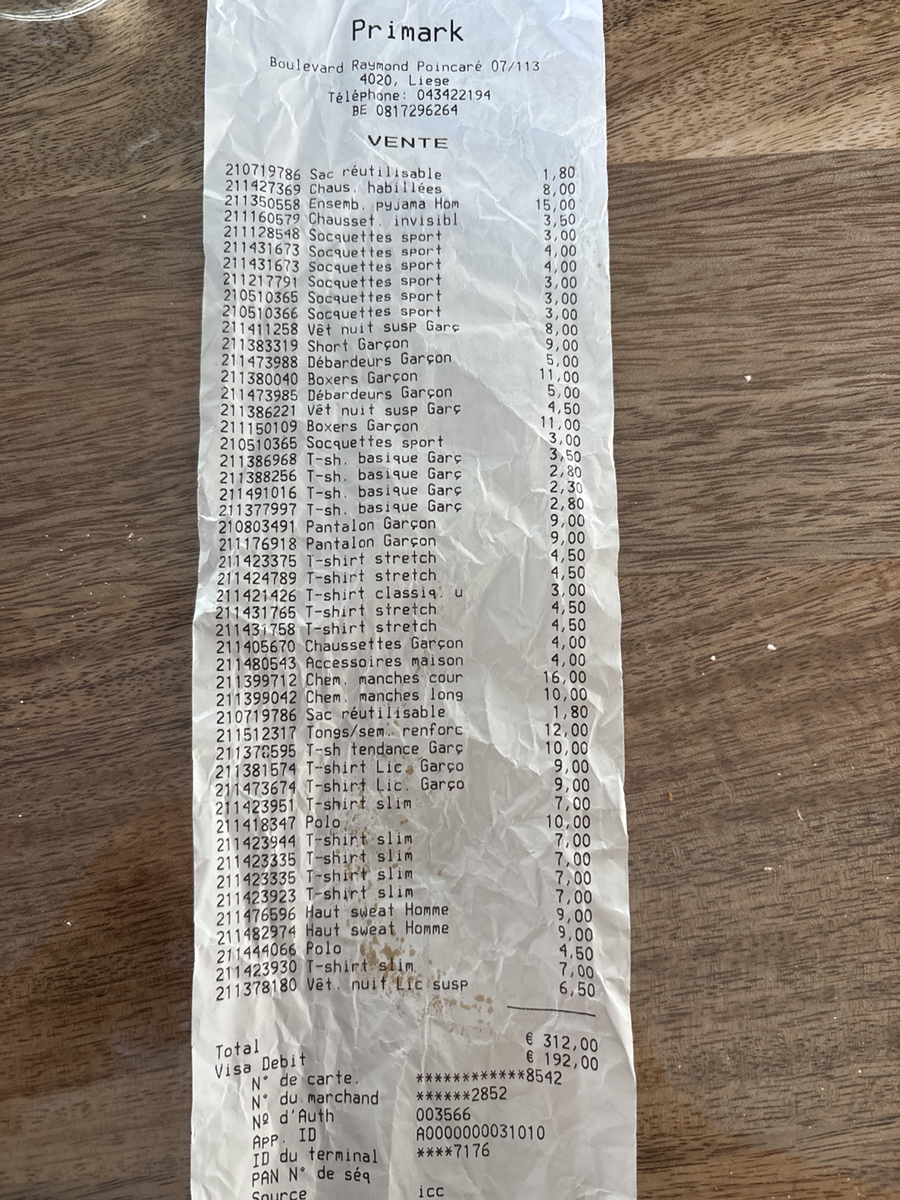 Primark
Boulevard Raymond Poincaré 07/113
4020, Liege
Téléphone: 043422194
BE 0817296264
VENTE
210719786 Sac réutilisable 1,80
211427369 Chaus. habillées 8,00
211350558 Ensemb. pyjama Hom 15,00
211160579 Chausset. invisibl 3,50
211128548 Socquettes sport 3,00
211431673 Socquettes sport 4,00
211431673 Socquettes sport 4,00
211217791 Socquettes sport 3,00
210510365 Socquettes sport 3,00
210510366 Socquettes sport 3,00
211411258 Vêt nuit susp Garç 8,00
211383319 Short Garçon 9,00
211473988 Débardeurs Garçon 5,00
211380040 Boxers Garçon 11,00
211473985 Débardeurs Garçon 5,00
211386221 Vêt nuit susp Garç 4,50
211150109 Boxers Garçon 11,00
210510365 Socquettes sport 3,00
211386968 T-sh. basique Garç 3,50
211388256 T-sh. basique Garç 2,80
211491016 T-sh. basique Garç 2,30
211377997 T-sh. basique Garç 2,80
210803491 Pantalon Garçon 9,00
211176918 Pantalon Garçon 9,00
211423375 T-shirt stretch 4,50
211424789 T-shirt stretch 4,50
211421426 T-shirt classiq. u 3,00
211431765 T-shirt stretch 4,50
211431758 T-shirt stretch 4,50
211405670 Chaussettes Garçon 4,00
211480543 Accessoires maison 4,00
211399712 Chem. manches cour 16,00
211399042 Chem. manches long 10,00
210719786 Sac réutilisable 1,80
211512317 Tongs/sem. renforc 12,00
211378595 T-sh tendance Garç 10,00
211381574 T-shirt Lic. Garço 9,00
211473674 T-shirt Lic. Garço 9,00
211423951 T-shirt slim 7,00
211418347 Polo 10,00
211423944 T-shirt slim 7,00
211423335 T-shirt slim 7,00
211423335 T-shirt slim 7,00
211423923 T-shirt slim 7,00
211476596 Haut sweat Homme 9,00
211482974 Haut sweat Homme 9,00
211444066 Polo 4,50
211423930 T-shirt slim 7,00
211378180 Vêt. nuit Lic susp 6,50
Total € 312,00
Visa Debit € 192,00
N° de carte. ************8542
N° du marchand ******2852
Nº d'Auth 003566
App. ID A0000000031010
ID du terminal ****7176
PAN N° de séq
Source icc